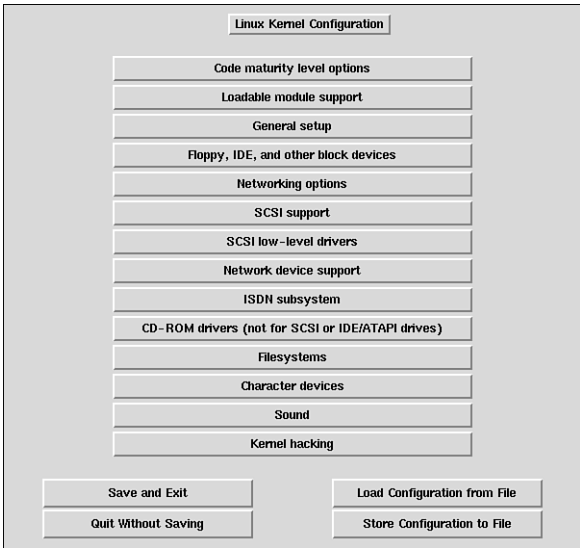 Linux Kernel Configuration
Code maturity level options
Loadable module support
General setup
Floppy, IDE, and other block devices
Networking options
SCSI support
SCSI low-level drivers
Network device support
ISDN subsystem
CD-ROM drivers (not for SCSI or IDE/ATAPI drives)
Filesystems
Character devices
Sound
Kernel hacking
Save and Exit
Load Configuration from File
Quit Without Saving
Store Configuration to File